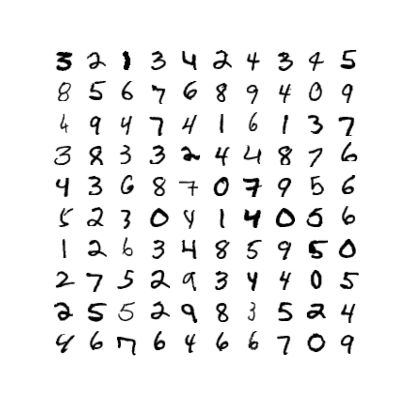 3 2 1 3 4 2 4 3 4 5
8 5 6 7 6 8 9 4 0 9
4 9 4 7 4 1 6 1 3 7
3 8 3 3 2 4 4 8 7 6
4 3 6 8 7 0 7 9 5 6
5 2 3 0 4 1 4 0 5 6
1 2 6 3 4 8 5 9 5 0
2 7 5 2 9 3 4 4 0 5
2 5 5 2 9 8 3 5 2 4
4 6 7 6 4 6 6 7 0 9